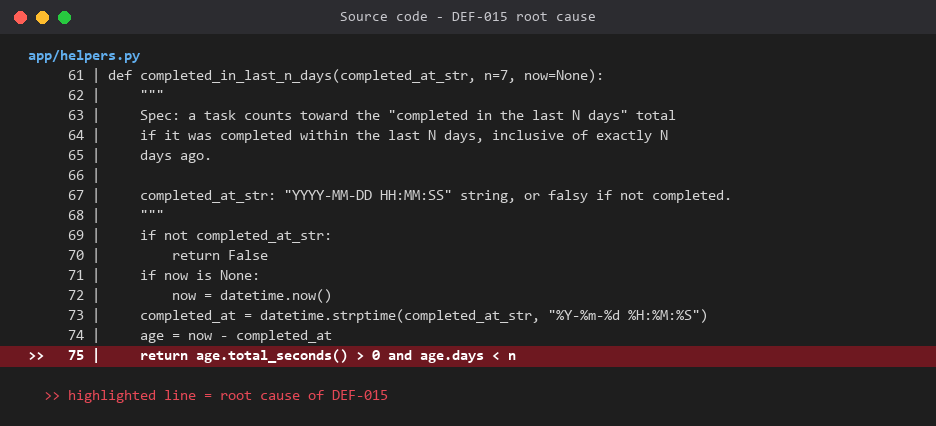 Source code - DEF-015 root cause
app/helpers.py
61 | def completed_in_last_n_days(completed_at_str, n=7, now=None):
62 |     """
63 |     Spec: a task counts toward the "completed in the last N days" total
64 |     if it was completed within the last N days, inclusive of exactly N
65 |     days ago.
66 |
67 |     completed_at_str: "YYYY-MM-DD HH:MM:SS" string, or falsy if not completed.
68 |     """
69 |     if not completed_at_str:
70 |         return False
71 |     if now is None:
72 |         now = datetime.now()
73 |     completed_at = datetime.strptime(completed_at_str, "%Y-%m-%d %H:%M:%S")
74 |     age = now - completed_at
>> 75 |     return age.total_seconds() > 0 and age.days < n
>> highlighted line = root cause of DEF-015